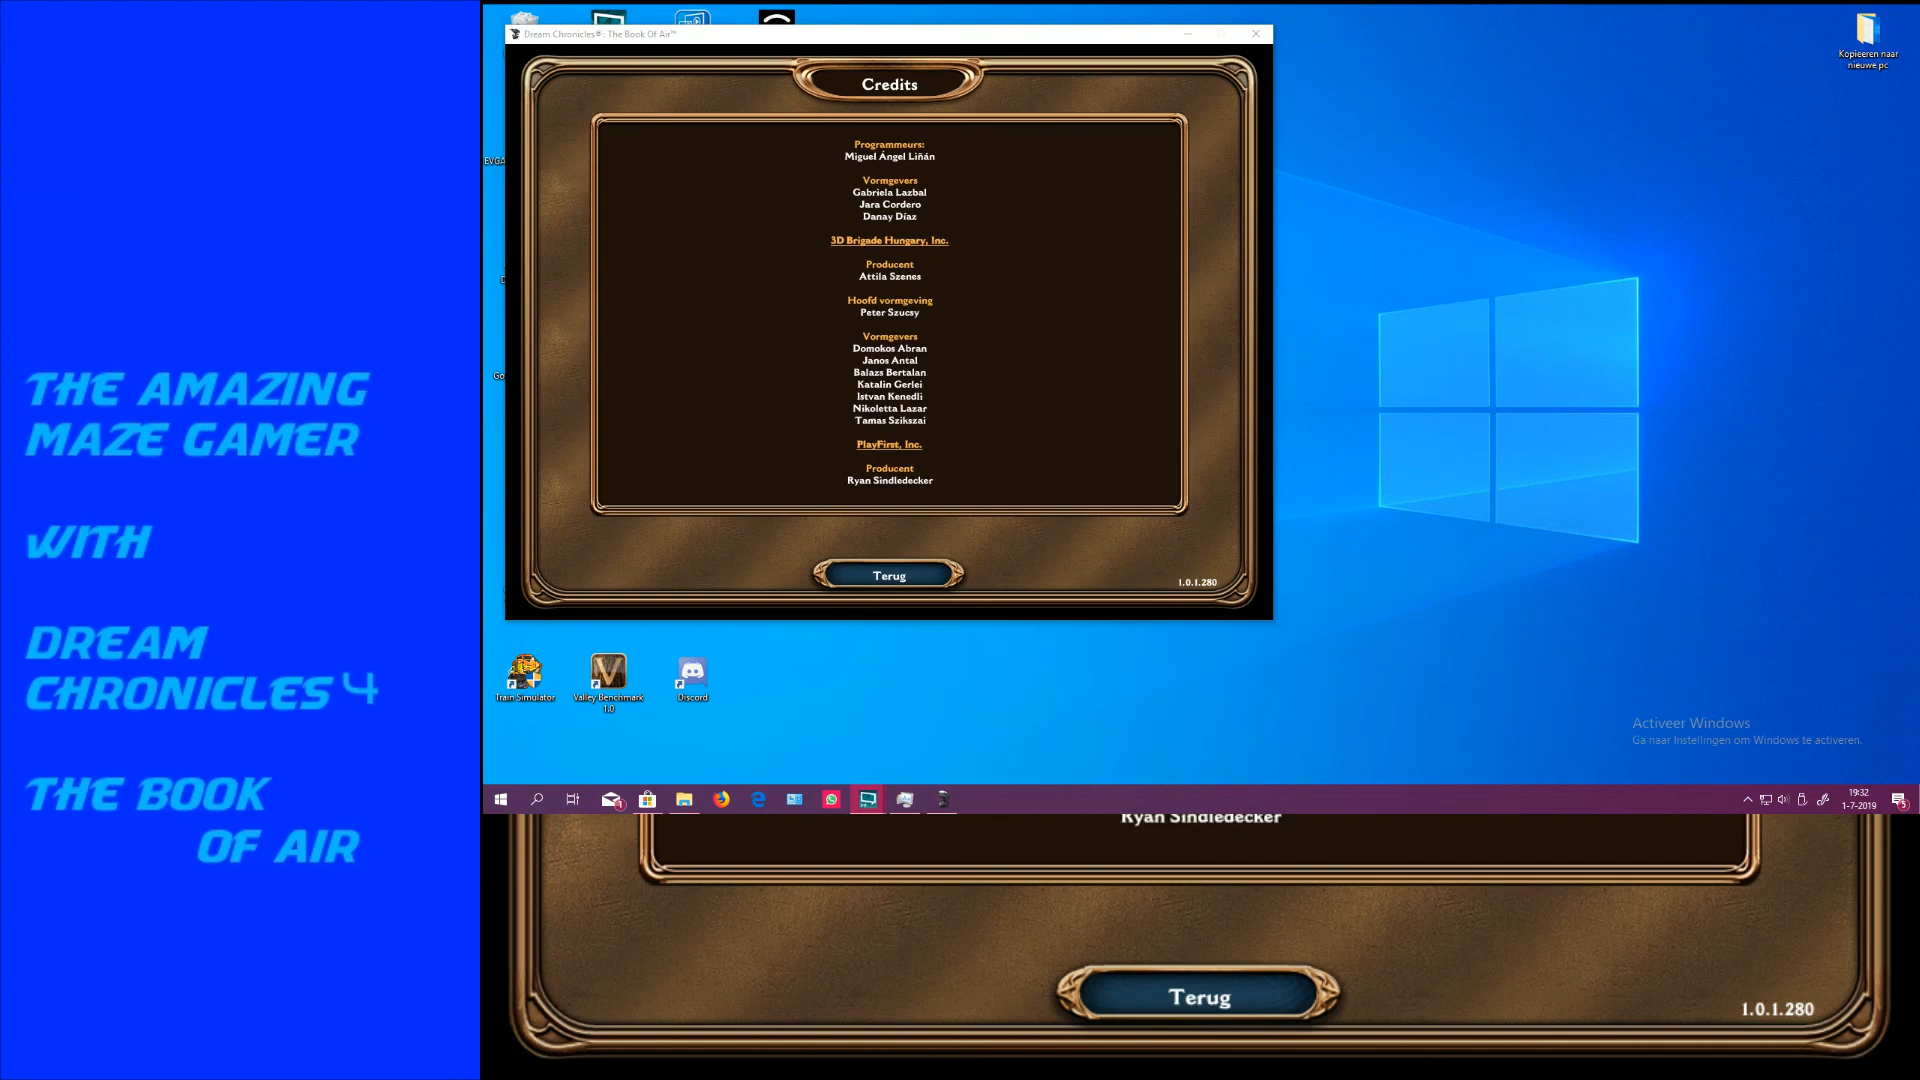 THE AMAZING
MAZE GAMER
WITH
DREAM
CHRONICLES 4
THE BOOK
OF AIR
Dream Chronicles®: The Book Of Air™
Credits
Programmeurs:
Miguel Ángel Liñán
Vormgevers
Gabriela Lazbal
Jara Cordero
Danay Díaz
3D Brigade Hungary, Inc.
Producent
Attila Szenes
Hoofd vormgeving
Peter Szucsy
Vormgevers
Domokos Abran
Janos Antal
Balazs Bertalan
Katalin Gerlei
Istvan Kenedli
Nikoletta Lazar
Tamas Szikszai
PlayFirst, Inc.
Producent
Ryan Sindledecker
Terug
1.0.1.280
Kopieeren naar
nieuwe pc
EVGA
Go
Train Simulator
Valley Benchmark
1.0
Discord
Activeer Windows
Ga naar Instellingen om Windows te activeren.
1
19:32
1-7-2019
5
Ryan Sindledecker
Terug
1.0.1.280